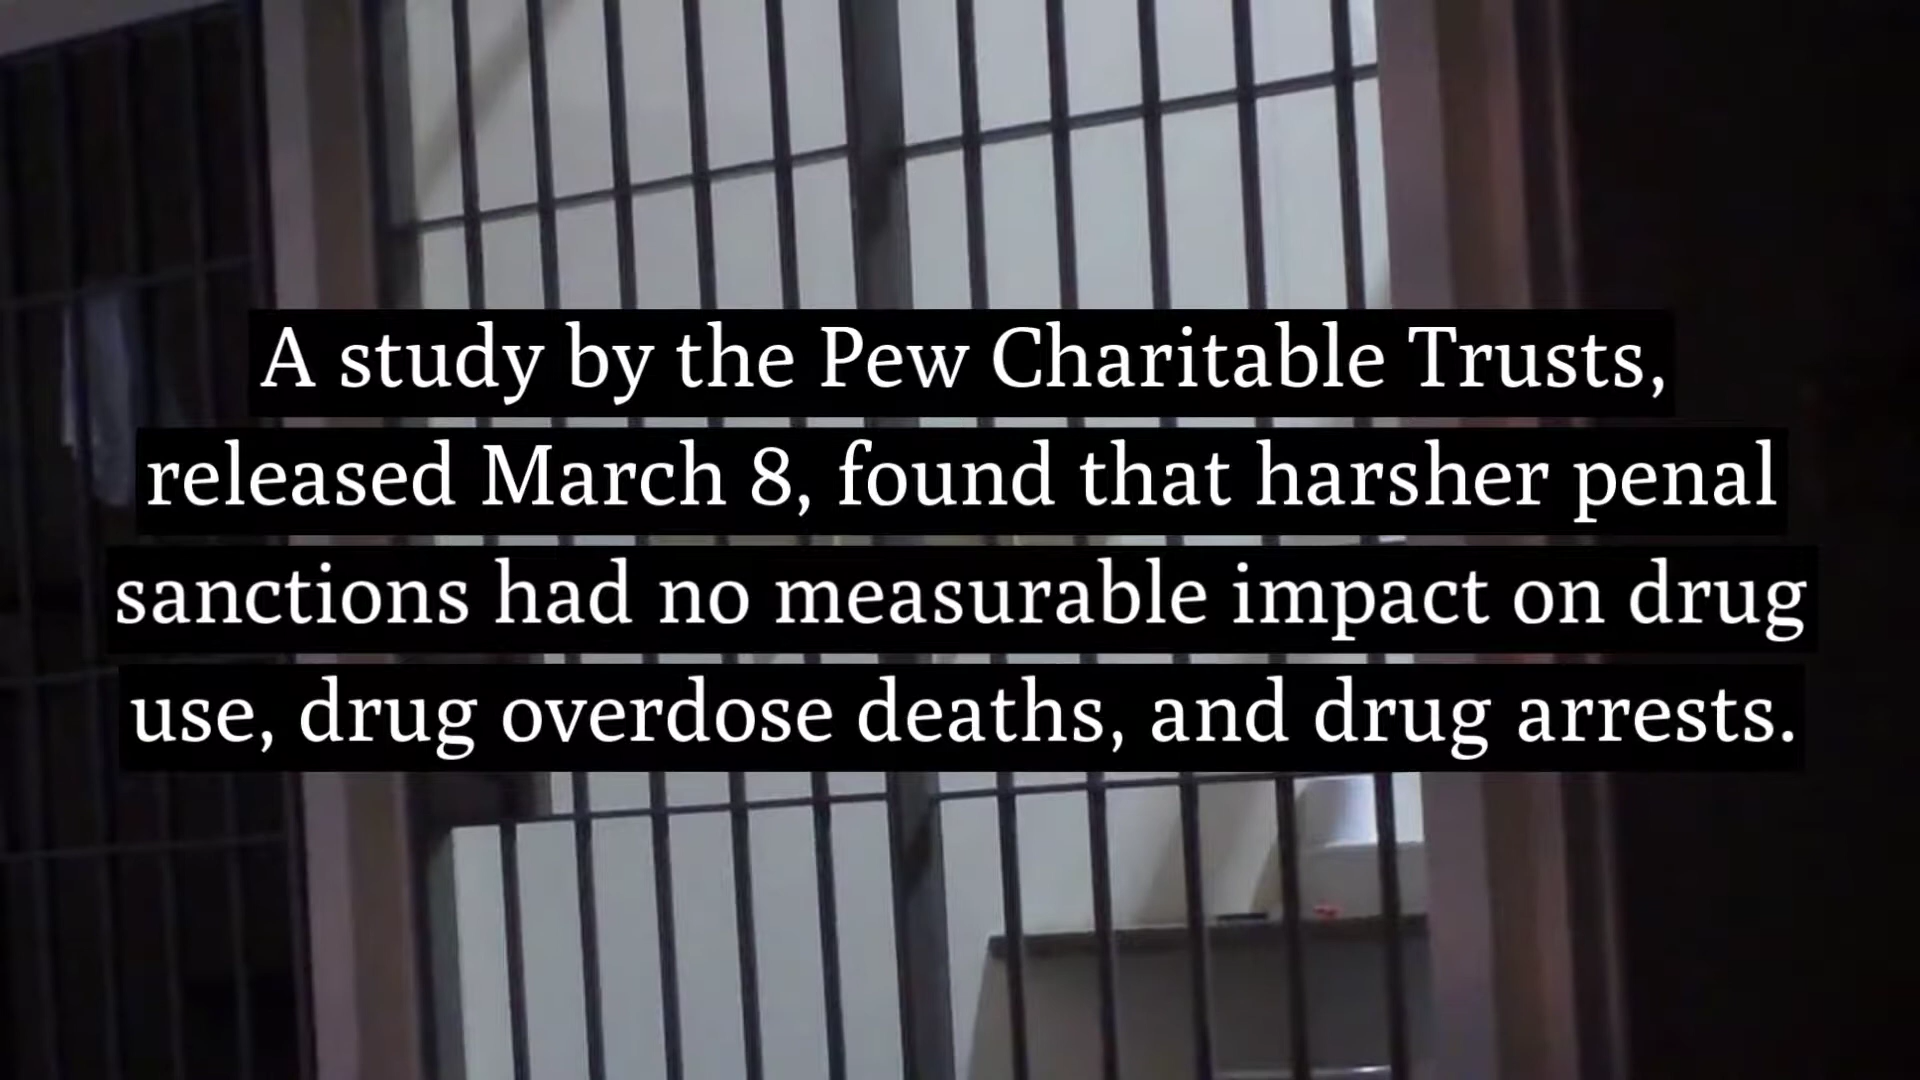 A study by the Pew Charitable Trusts,
released March 8, found that harsher penal
sanctions had no measurable impact on drug
use, drug overdose deaths, and drug arrests.